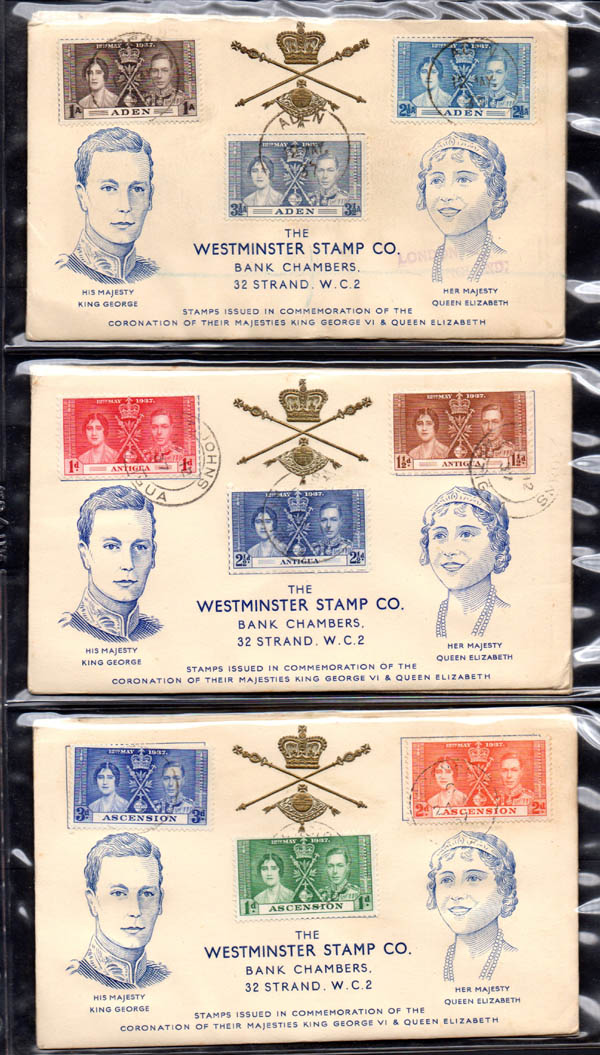 12TH MAY 1937.
1A 1A
ADEN
12TH MAY 1937.
2½A 2½A
ADEN
ADEN
12TH MAY 1937.
3½A 3½A
ADEN
THE
WESTMINSTER STAMP CO.
BANK CHAMBERS,
32 STRAND. W.C.2
LONDON
HIS MAJESTY
KING GEORGE
HER MAJESTY
QUEEN ELIZABETH
STAMPS ISSUED IN COMMEMORATION OF THE
CORONATION OF THEIR MAJESTIES KING GEORGE VI & QUEEN ELIZABETH
12TH MAY 1937.
1d 1d
ANTIGUA
JOHNS
12TH MAY 1937.
1½d 1½d
ANTIGUA
12TH MAY 1937.
2½d 2½d
ANTIGUA
THE
WESTMINSTER STAMP CO.
BANK CHAMBERS,
32 STRAND. W.C.2
HIS MAJESTY
KING GEORGE
HER MAJESTY
QUEEN ELIZABETH
STAMPS ISSUED IN COMMEMORATION OF THE
CORONATION OF THEIR MAJESTIES KING GEORGE VI & QUEEN ELIZABETH
12TH MAY 1937.
3d 3d
ASCENSION
12TH MAY 1937.
2d 2d
ASCENSION
12TH MAY 1937.
1d 1d
ASCENSION
THE
WESTMINSTER STAMP CO.
BANK CHAMBERS,
32 STRAND. W.C.2
HIS MAJESTY
KING GEORGE
HER MAJESTY
QUEEN ELIZABETH
STAMPS ISSUED IN COMMEMORATION OF THE
CORONATION OF THEIR MAJESTIES KING GEORGE VI & QUEEN ELIZABETH